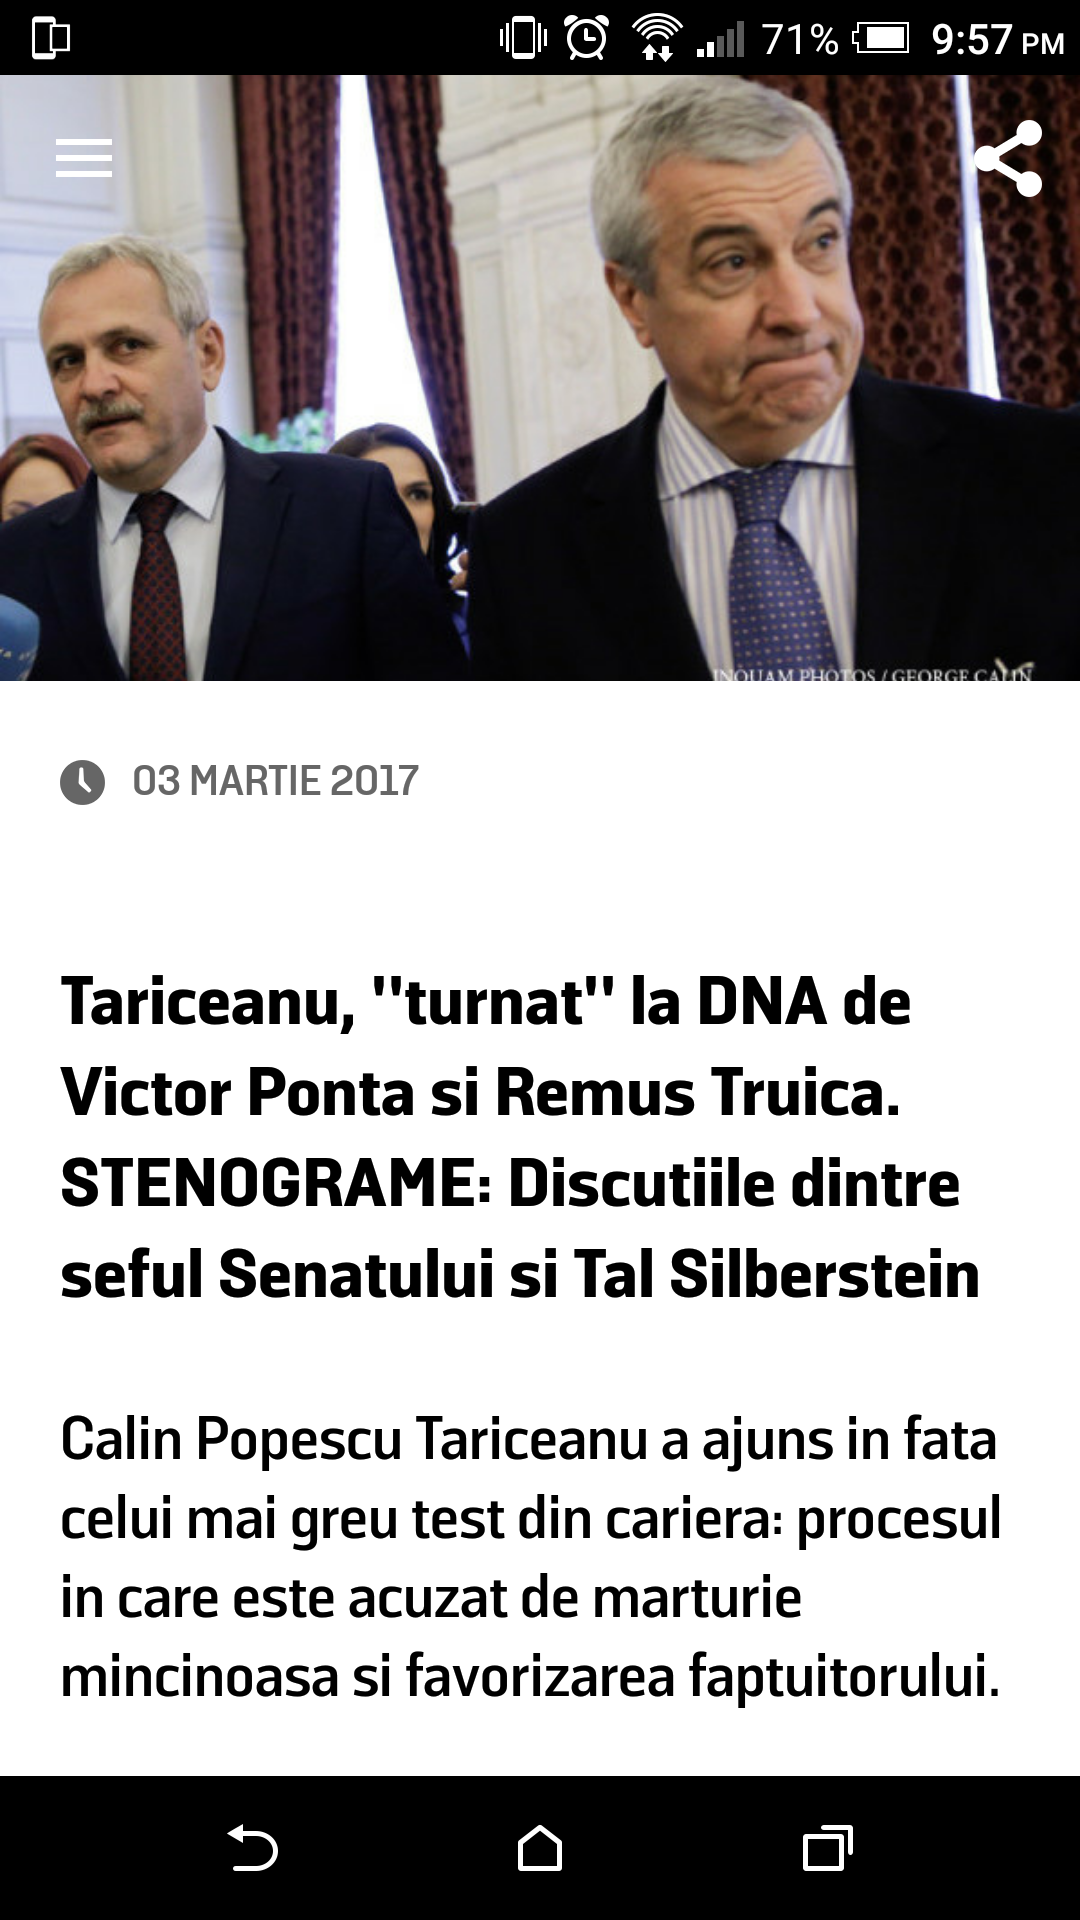 71% 9:57 PM
INQUAM PHOTOS / GEORGE CALIN
03 MARTIE 2017
Tariceanu, "turnat" la DNA de
Victor Ponta si Remus Truica.
STENOGRAME: Discutiile dintre
seful Senatului si Tal Silberstein
Calin Popescu Tariceanu a ajuns in fata
celui mai greu test din cariera: procesul
in care este acuzat de marturie
mincinoasa si favorizarea faptuitorului.